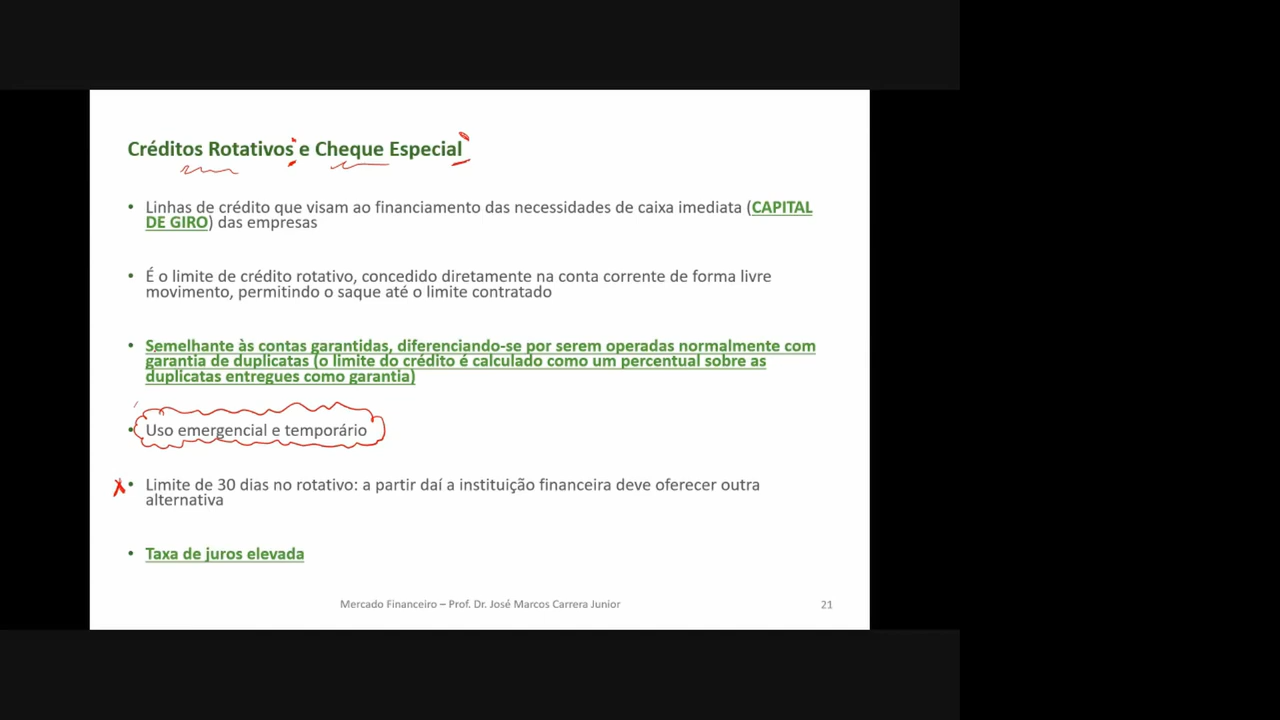 Créditos Rotativos e Cheque Especial
• Linhas de crédito que visam ao financiamento das necessidades de caixa imediata (CAPITAL
DE GIRO) das empresas
• É o limite de crédito rotativo, concedido diretamente na conta corrente de forma livre
movimento, permitindo o saque até o limite contratado
• Semelhante às contas garantidas, diferenciando-se por serem operadas normalmente com
garantia de duplicatas (o limite do crédito é calculado como um percentual sobre as
duplicatas entregues como garantia)
• Uso emergencial e temporário
• Limite de 30 dias no rotativo: a partir daí a instituição financeira deve oferecer outra
alternativa
• Taxa de juros elevada
Mercado Financeiro – Prof. Dr. José Marcos Carrera Junior
21